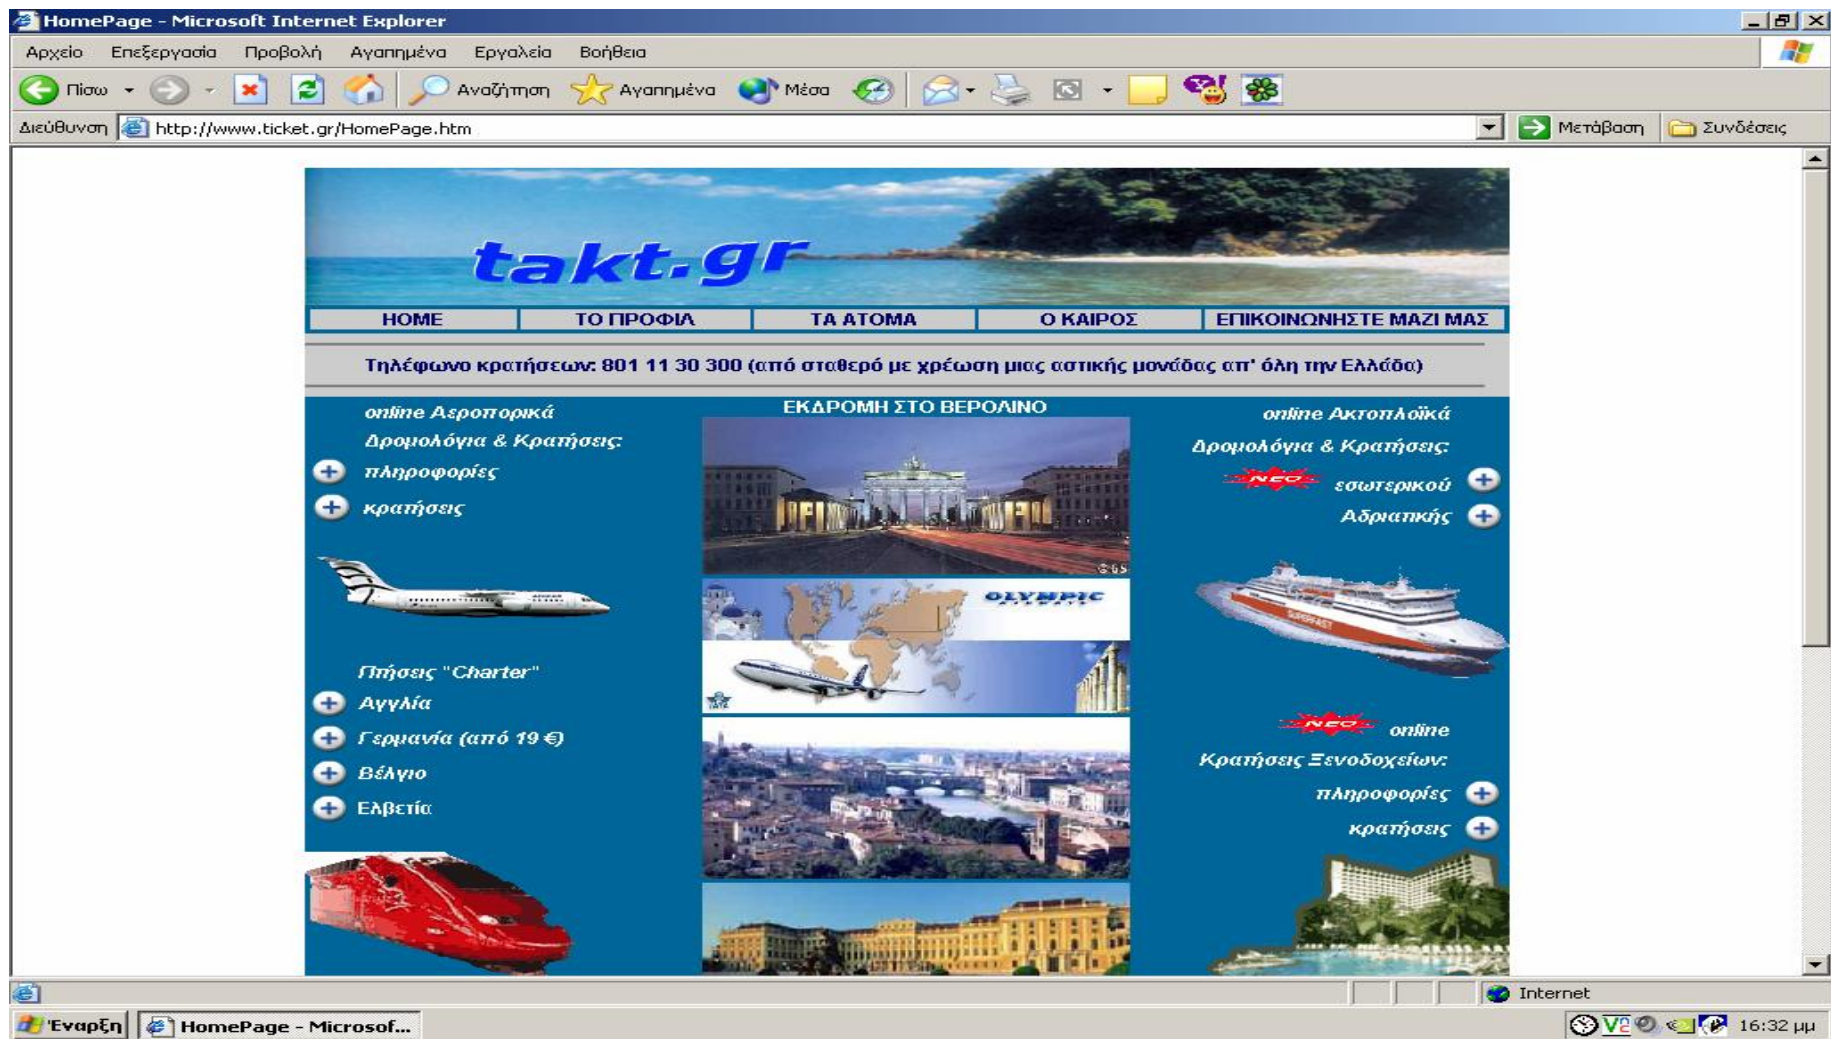 HomePage - Microsoft Internet Explorer
Αρχείο Επεξεργασία Προβολή Αγαπημένα Εργαλεία Βοήθεια
Πίσω Αναζήτηση Αγαπημένα Μέσα
Διεύθυνση http://www.ticket.gr/HomePage.htm Μετάβαση Συνδέσεις
takt.gr
HOME ΤΟ ΠΡΟΦΙΛ ΤΑ ΑΤΟΜΑ Ο ΚΑΙΡΟΣ ΕΠΙΚΟΙΝΩΝΗΣΤΕ ΜΑΖΙ ΜΑΣ
Τηλέφωνο κρατήσεων: 801 11 30 300 (από σταθερό με χρέωση μιας αστικής μονάδας απ' όλη την Ελλάδα)
online Αεροπορικά
Δρομολόγια & Κρατήσεις:
πληροφορίες
κρατήσεις
Πτήσεις "Charter"
Αγγλία
Γερμανία (από 19 €)
Βέλγιο
Ελβετία
ΕΚΔΡΟΜΗ ΣΤΟ ΒΕΡΟΛΙΝΟ
OLYMPIC
AIRWAYS
online Ακτοπλοϊκά
Δρομολόγια & Κρατήσεις:
ΝΕΟ εσωτερικού
Αδριατικής
SUPERFAST
ΝΕΟ online
Κρατήσεις Ξενοδοχείων:
πληροφορίες
κρατήσεις
Internet
Έναρξη HomePage - Microsof... 16:32 μμ